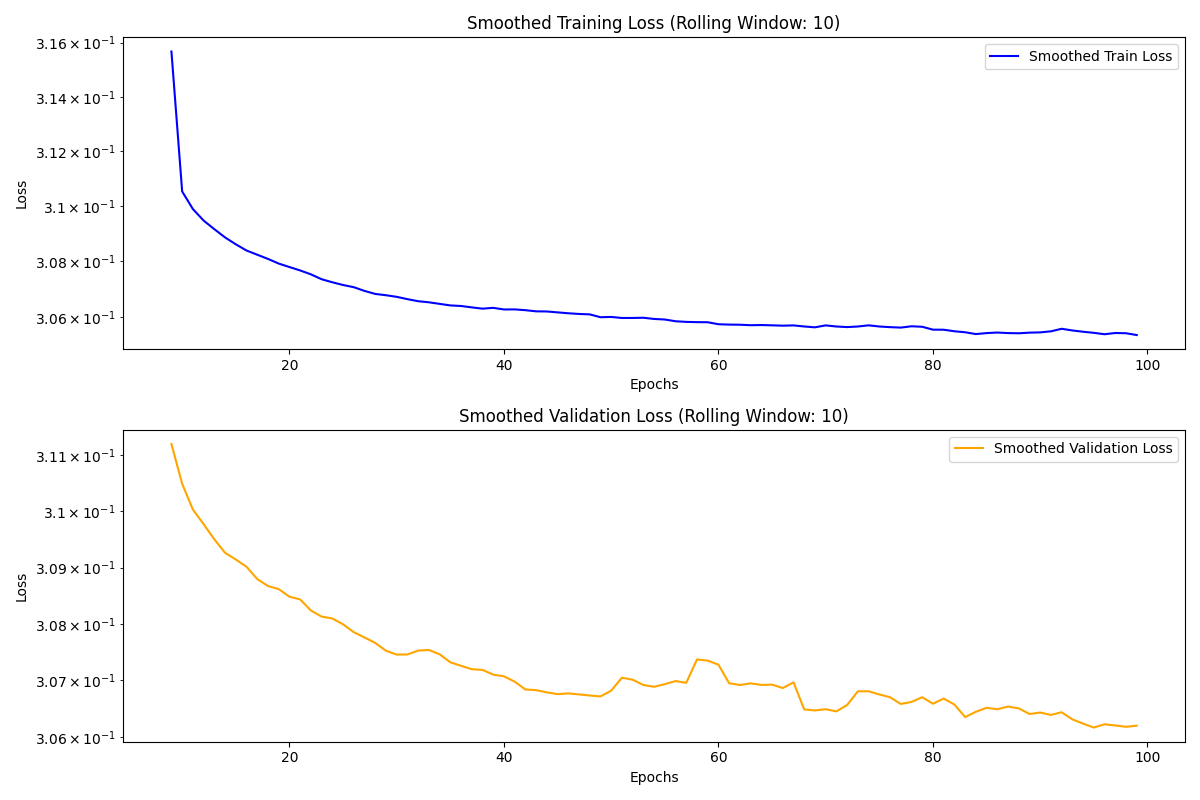 Smoothed Training Loss (Rolling Window: 10)
3.16 × 10⁻¹
3.14 × 10⁻¹
3.12 × 10⁻¹
3.1 × 10⁻¹
3.08 × 10⁻¹
3.06 × 10⁻¹
Loss
Smoothed Train Loss
20 40 60 80 100
Epochs
Smoothed Validation Loss (Rolling Window: 10)
3.11 × 10⁻¹
3.1 × 10⁻¹
3.09 × 10⁻¹
3.08 × 10⁻¹
3.07 × 10⁻¹
3.06 × 10⁻¹
Loss
Smoothed Validation Loss
20 40 60 80 100
Epochs